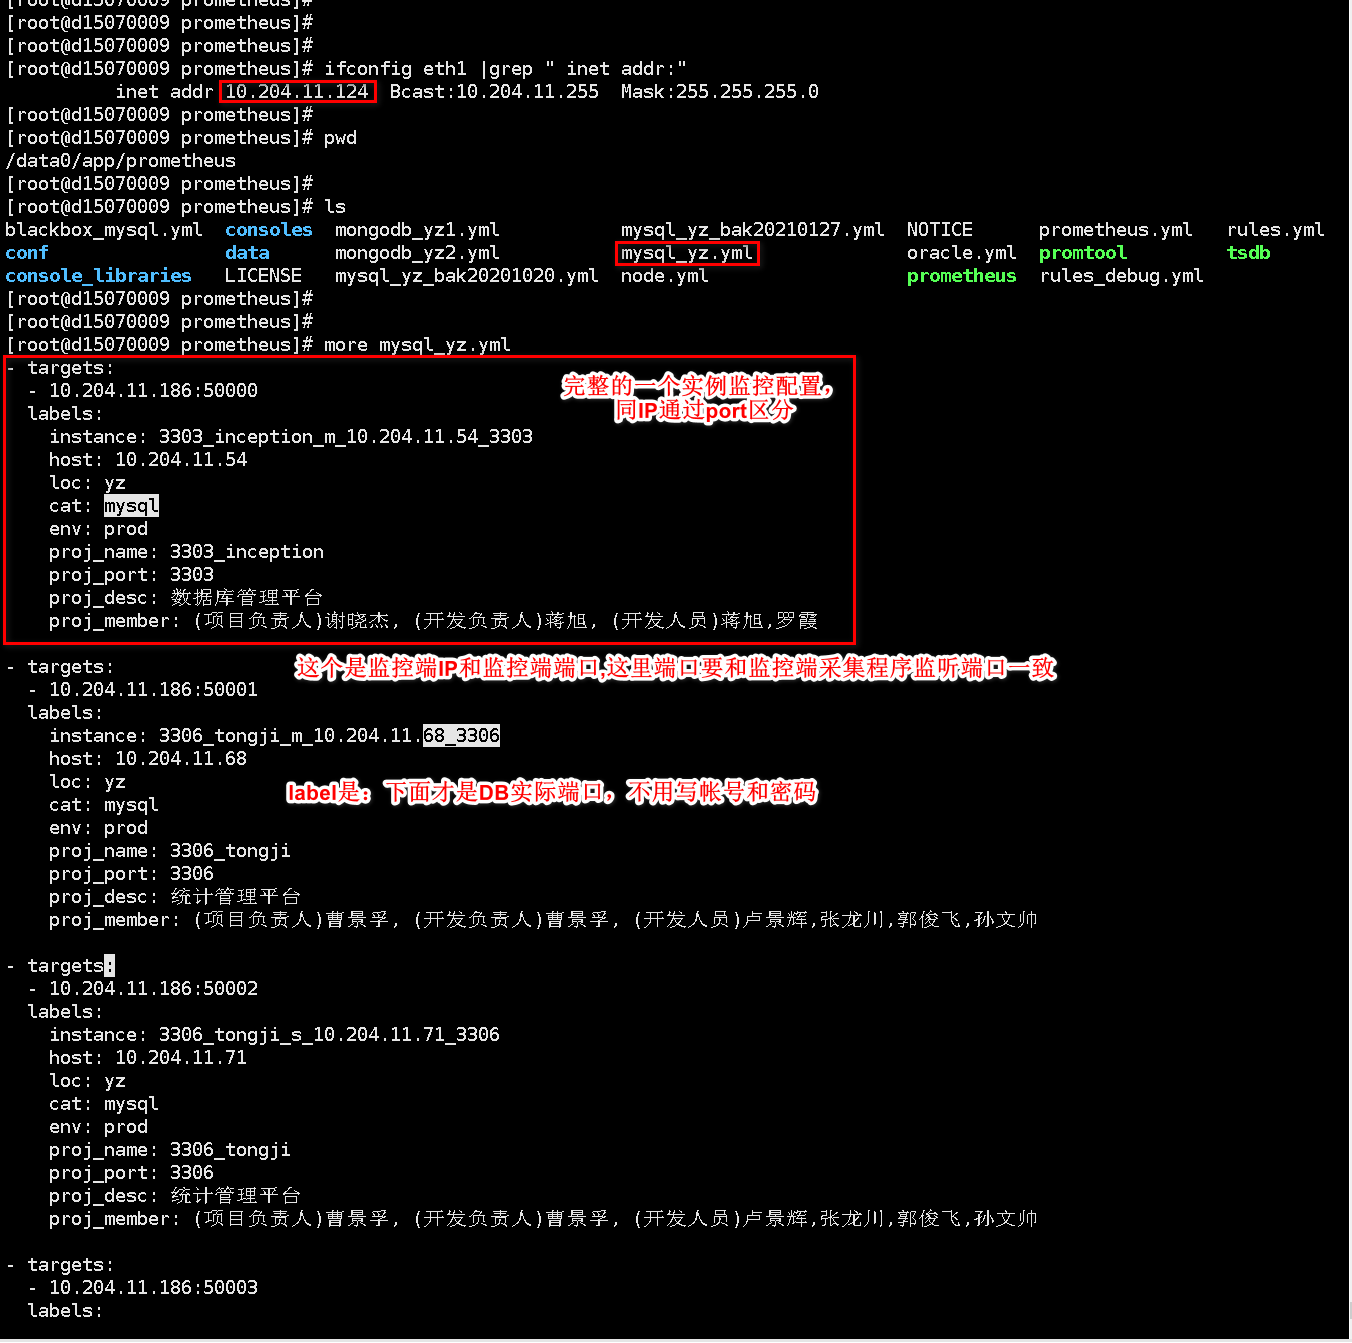 [root@d15070009 prometheus]#
[root@d15070009 prometheus]#
[root@d15070009 prometheus]#
[root@d15070009 prometheus]# ifconfig eth1 |grep " inet addr:"
inet addr 10.204.11.124 Bcast:10.204.11.255 Mask:255.255.255.0
[root@d15070009 prometheus]#
[root@d15070009 prometheus]# pwd
/data0/app/prometheus
[root@d15070009 prometheus]#
[root@d15070009 prometheus]# ls
blackbox_mysql.yml consoles mongodb_yz1.yml mysql_yz_bak20210127.yml NOTICE prometheus.yml rules.yml
conf data mongodb_yz2.yml mysql_yz.yml oracle.yml promtool tsdb
console_libraries LICENSE mysql_yz_bak20201020.yml node.yml prometheus rules_debug.yml
[root@d15070009 prometheus]#
[root@d15070009 prometheus]#
[root@d15070009 prometheus]# more mysql_yz.yml
- targets:
- 10.204.11.186:50000
完整的一个实例监控配置，
同IP通过port区分
labels:
instance: 3303_inception_m_10.204.11.54_3303
host: 10.204.11.54
loc: yz
cat: mysql
env: prod
proj_name: 3303_inception
proj_port: 3303
proj_desc: 数据库管理平台
proj_member: (项目负责人)谢晓杰, (开发负责人)蒋旭, (开发人员)蒋旭,罗霞
- targets:
这个是监控端IP和监控端端口,这里端口要和监控端采集程序监听端口一致
- 10.204.11.186:50001
labels:
instance: 3306_tongji_m_10.204.11.68_3306
host: 10.204.11.68
loc: yz
label是：下面才是DB实际端口，不用写帐号和密码
cat: mysql
env: prod
proj_name: 3306_tongji
proj_port: 3306
proj_desc: 统计管理平台
proj_member: (项目负责人)曹景孚, (开发负责人)曹景孚, (开发人员)卢景辉,张龙川,郭俊飞,孙文帅
- targets:
- 10.204.11.186:50002
labels:
instance: 3306_tongji_s_10.204.11.71_3306
host: 10.204.11.71
loc: yz
cat: mysql
env: prod
proj_name: 3306_tongji
proj_port: 3306
proj_desc: 统计管理平台
proj_member: (项目负责人)曹景孚, (开发负责人)曹景孚, (开发人员)卢景辉,张龙川,郭俊飞,孙文帅
- targets:
- 10.204.11.186:50003
labels: